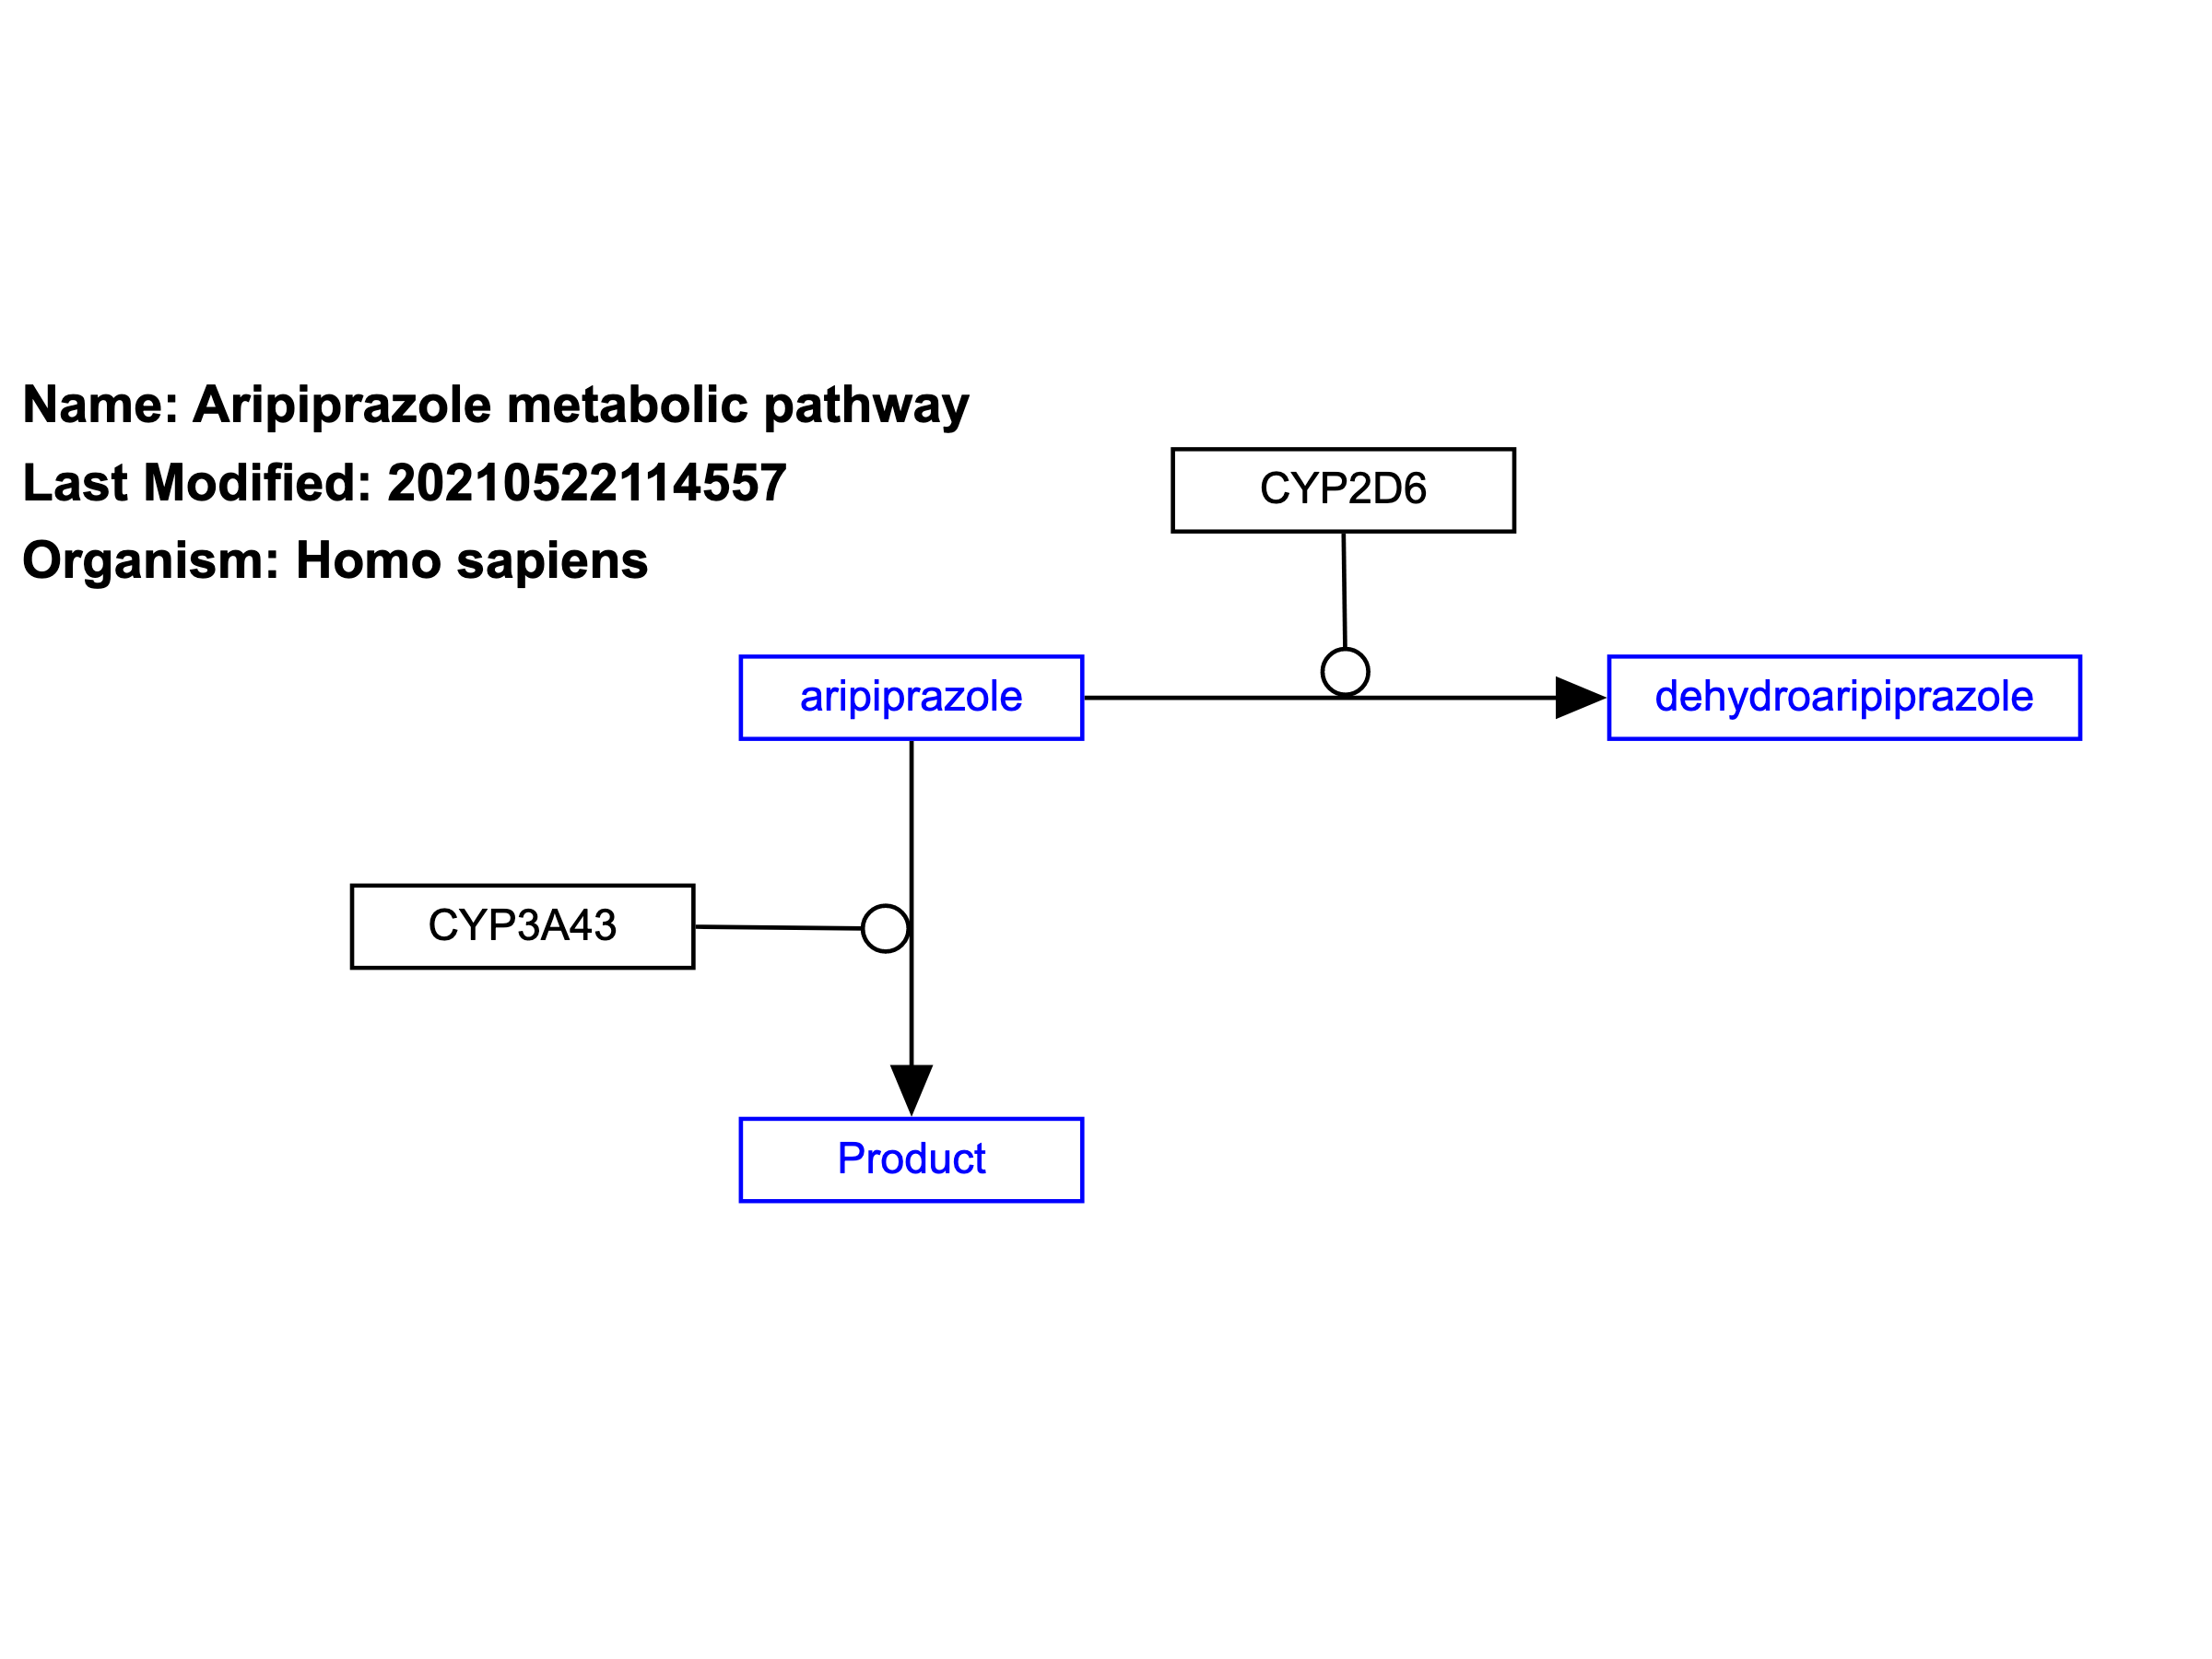 Name: Aripiprazole metabolic pathway
Last Modified: 20210522114557
Organism: Homo sapiens
CYP2D6
aripiprazole
dehydroaripiprazole
CYP3A43
Product